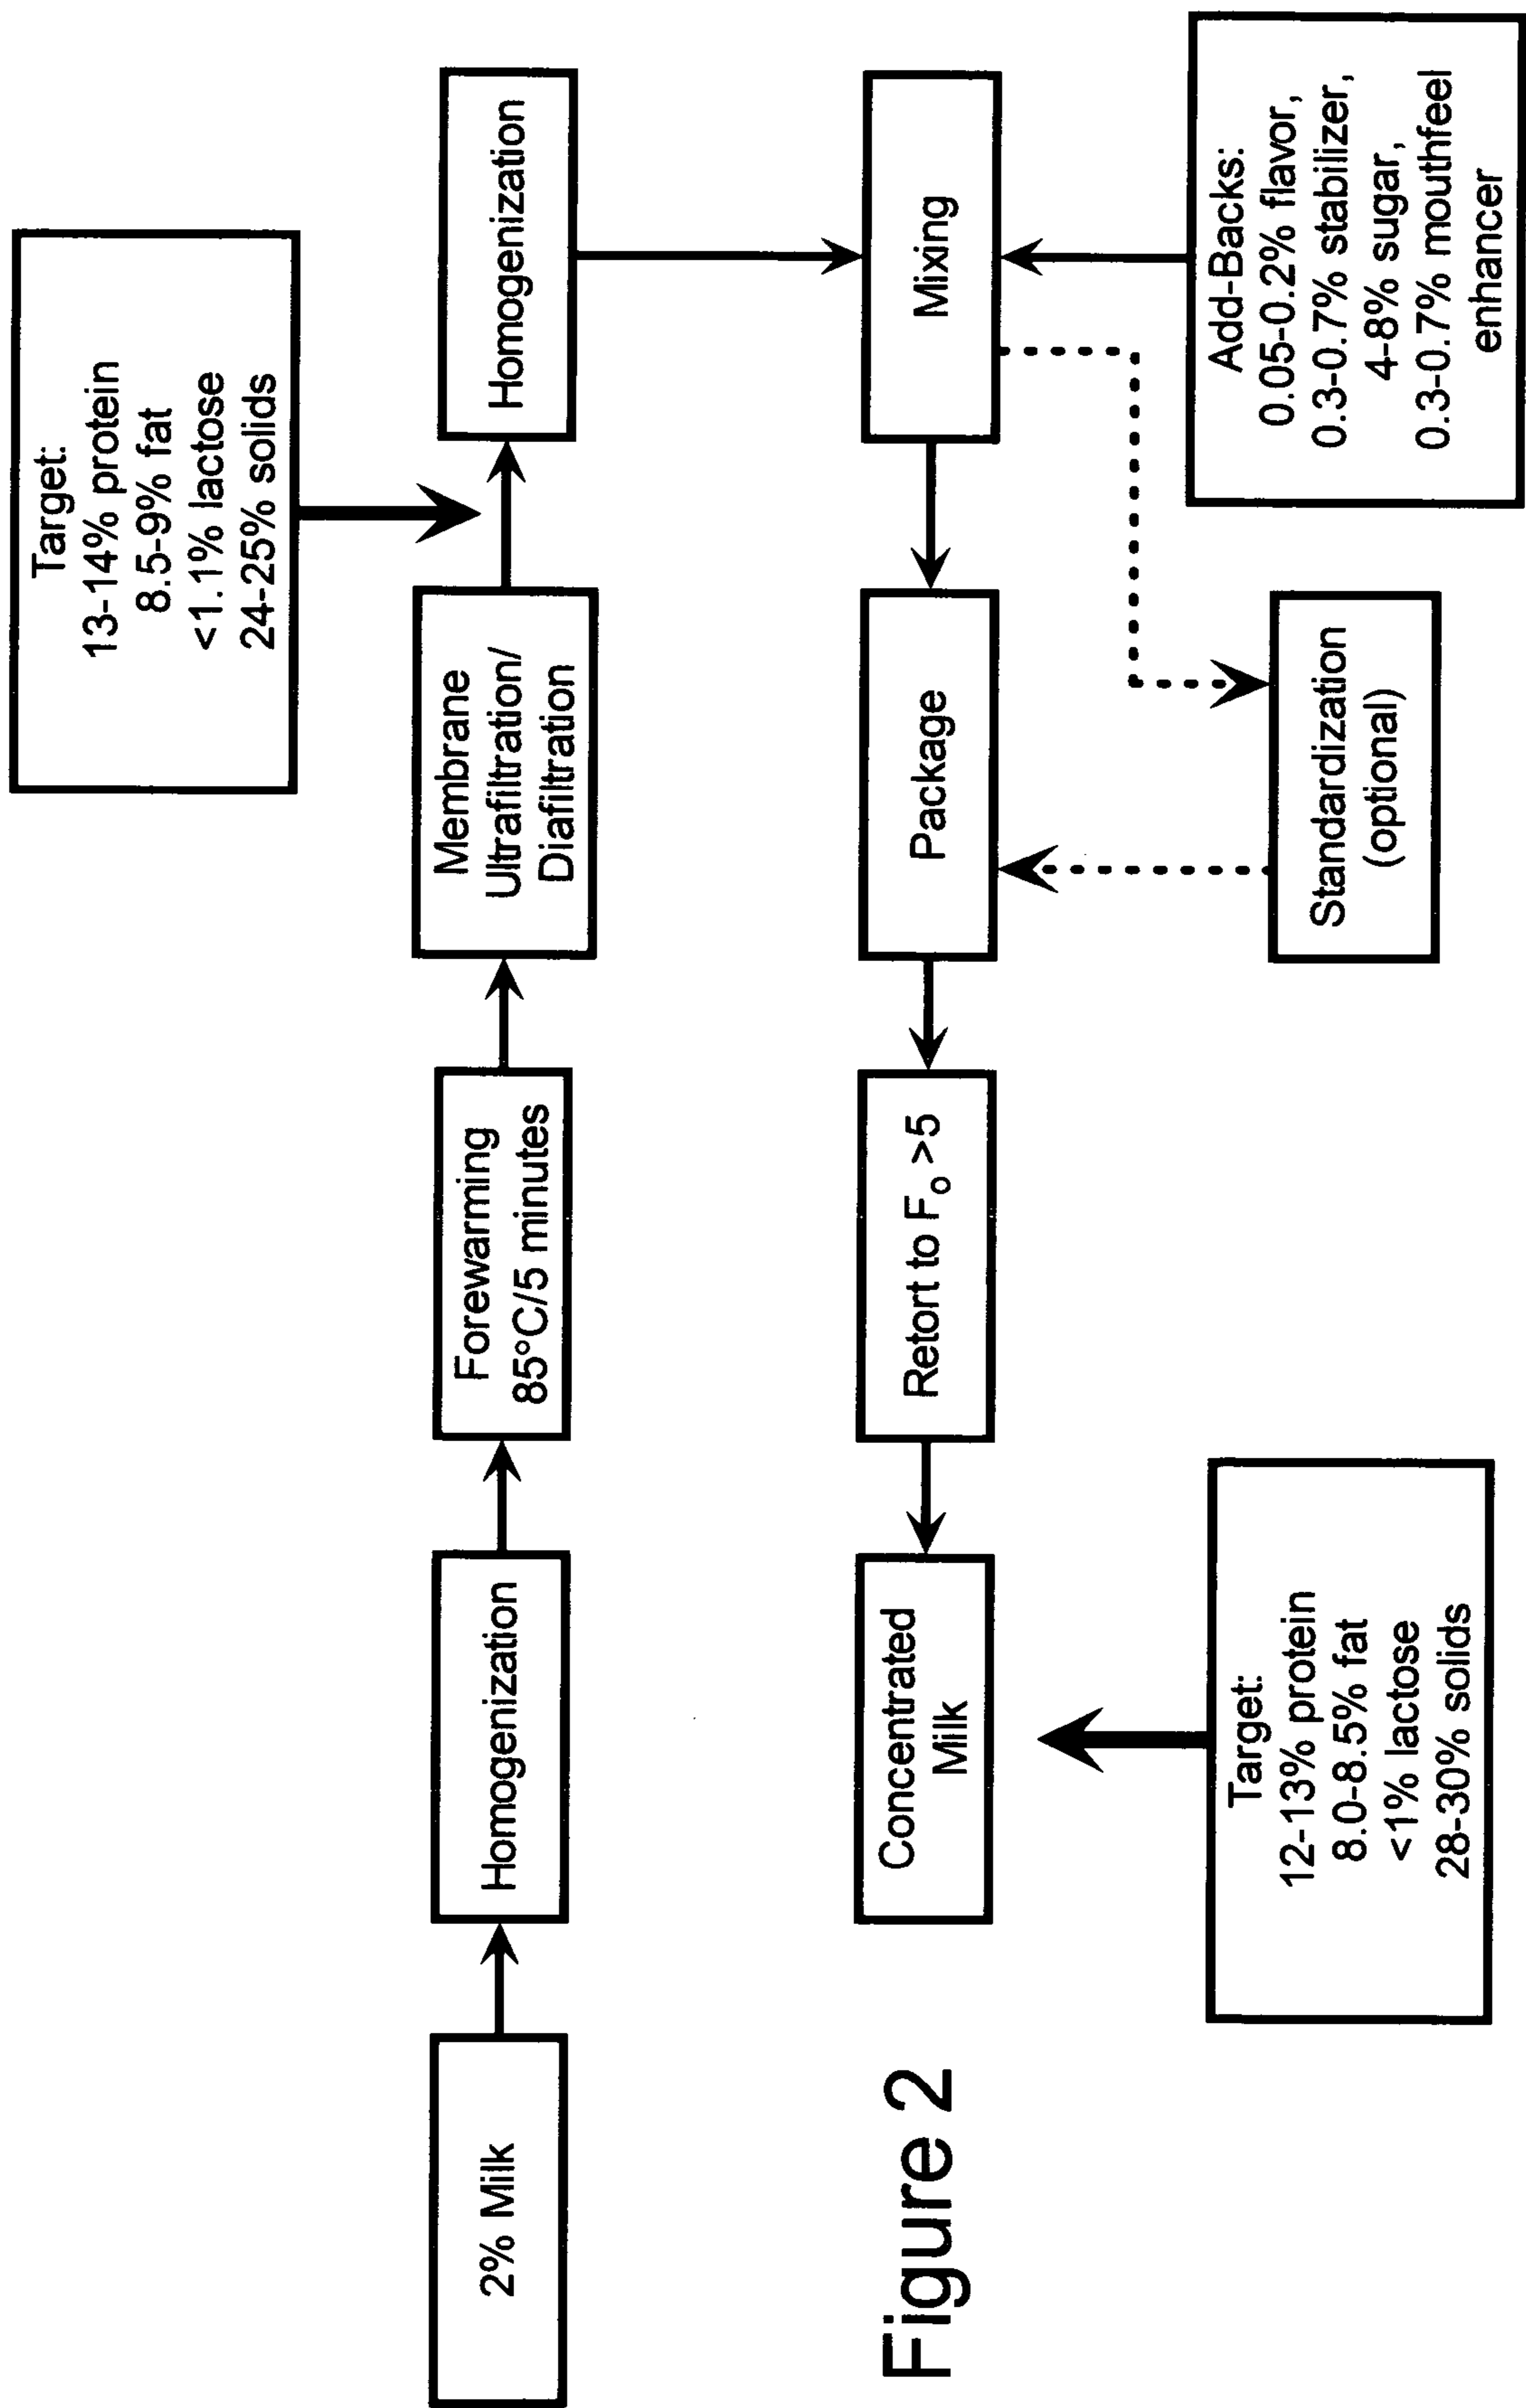 2% Milk
Homogenization
Forewarming
85°C/5 minutes
Membrane
Utrafiltration/
Diafiltration
Target:
13-14% protein
8.5-9% fat
<1.1% lactose
24-25% solids
Homogenization
Mixing
Add-Backs:
0.05-0.2% flavor,
0.3-0.7% stabilizer,
4-8% sugar,
0.3-0.7% mouthfeel
enhancer
Standardization
(optional)
Package
Retort to Fo >5
Concentrated
Milk
Target:
12-13% protein
8.0-8.5% fat
<1% lactose
28-30% solids
Figure 2